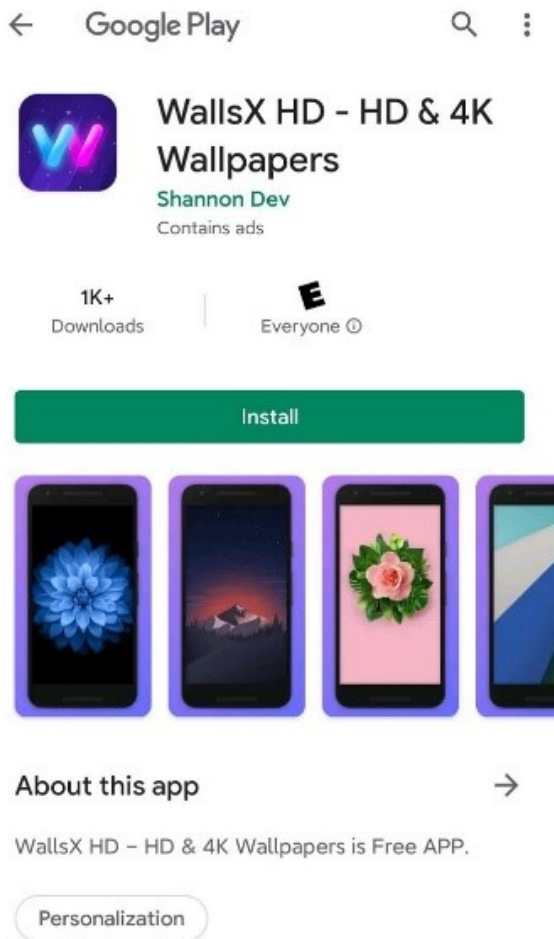 Google Play
WallsX HD - HD & 4K
Wallpapers
Shannon Dev
Contains ads
1K+
Downloads
E
Everyone
Install
About this app
WallsX HD – HD & 4K Wallpapers is Free APP.
Personalization